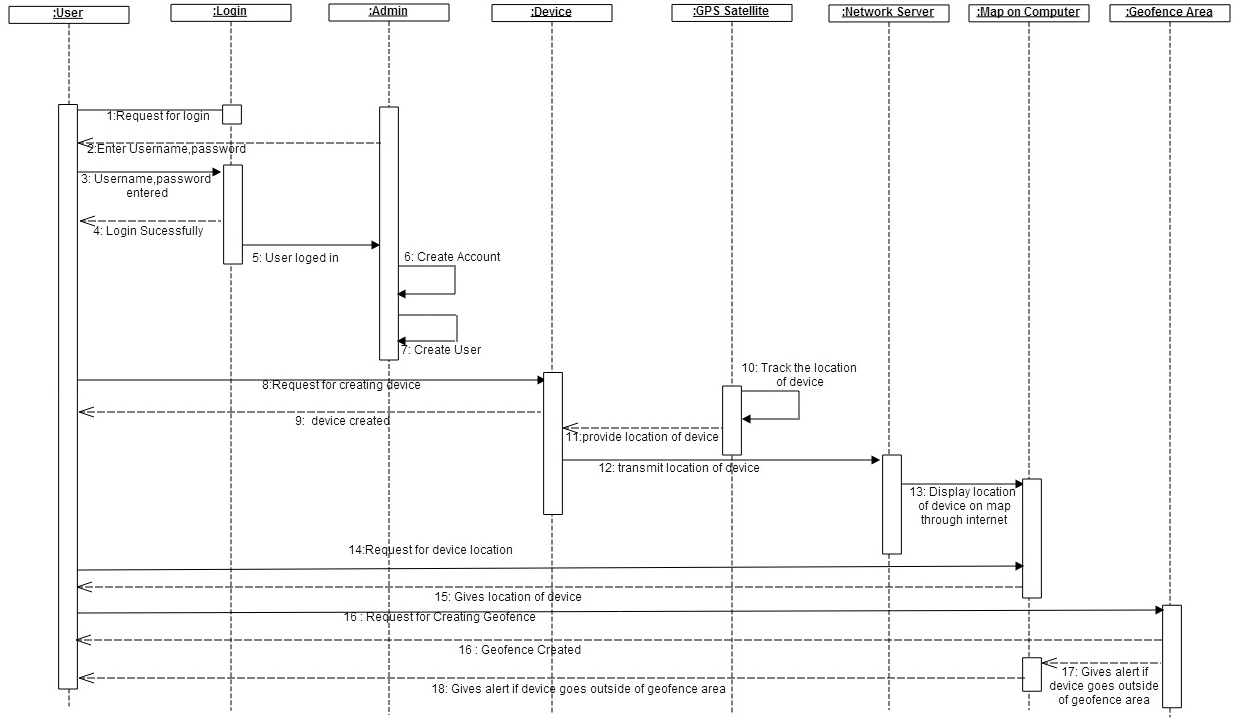 :User
:Login
:Admin
:Device
:GPS Satellite
:Network Server
:Map on Computer
:Geofence Area
1:Request for login
2:Enter Username,password
3: Username,password
entered
4: Login Sucessfully
5: User loged in
6: Create Account
7: Create User
8:Request for creating device
9: device created
10: Track the location
of device
11:provide location of device
12: transmit location of device
13: Display location
of device on map
through internet
14:Request for device location
15: Gives location of device
16 : Request for Creating Geofence
16 : Geofence Created
17: Gives alert if
device goes outside
of geofence area
18: Gives alert if device goes outside of geofence area